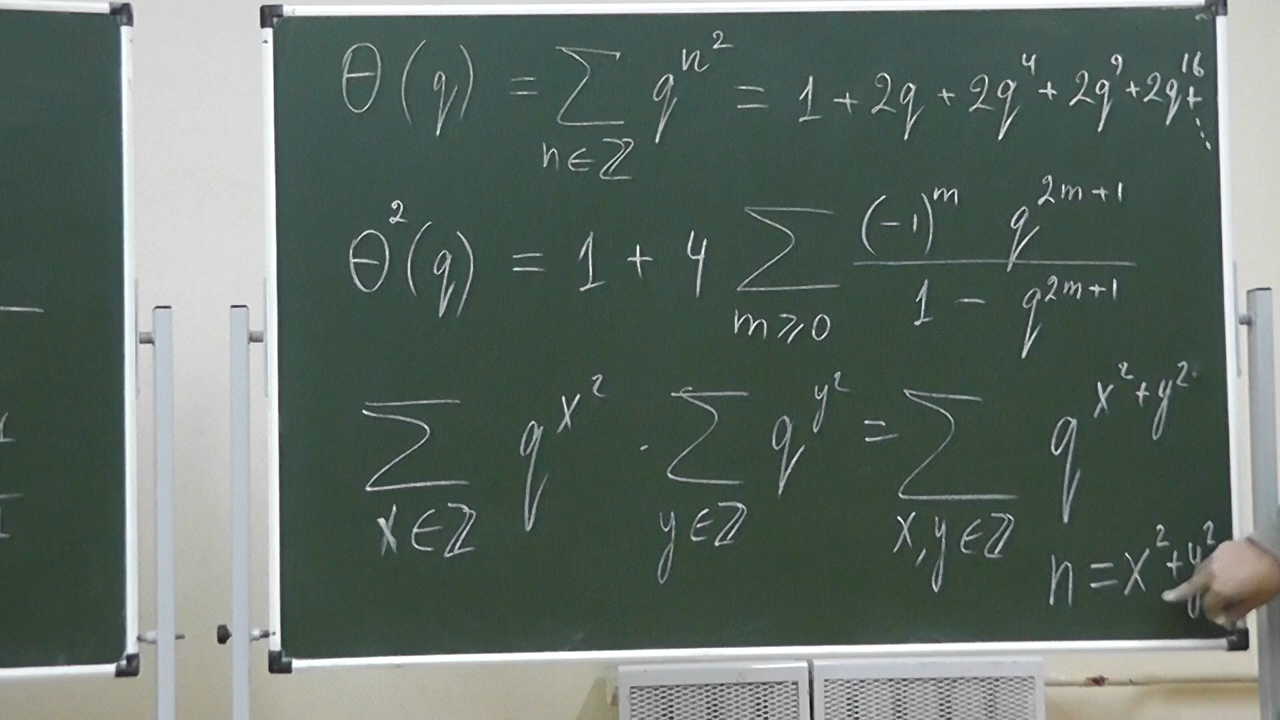 θ(q) = ∑_{n∈ℤ} q^{n²} = 1 + 2q + 2q⁴ + 2q⁹ + 2q¹⁶ + ...
θ²(q) = 1 + 4 ∑_{m⩾0} \frac{(-1)^m q^{2m+1}}{1 - q^{2m+1}}
∑_{x∈ℤ} q^{x²} · ∑_{y∈ℤ} q^{y²} = ∑_{x,y∈ℤ} q^{x²+y²}
n = x² + y²